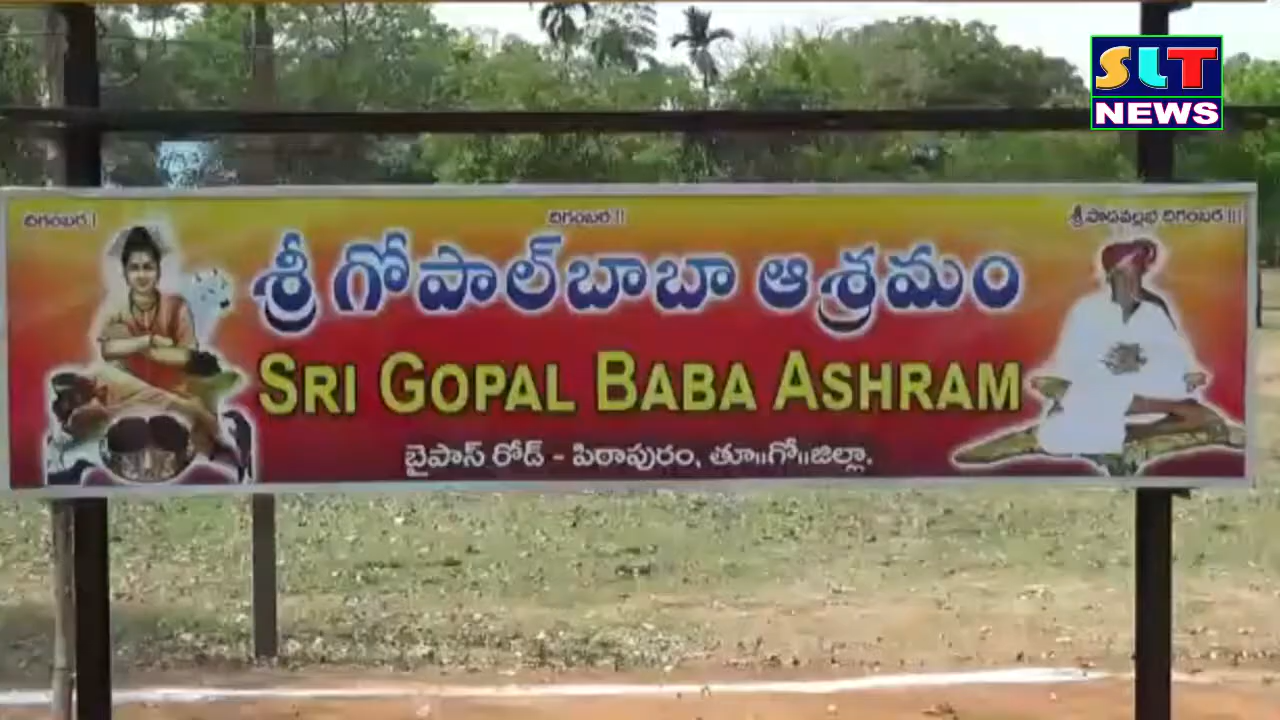 SLT
NEWS
దిగంబర | దిగంబర || శ్రీ పాదవల్లభ దిగంబర |||
శ్రీ గోపాల్ బాబా ఆశ్రమం
SRI GOPAL BABA ASHRAM
బైపాస్ రోడ్ - పిఠాపురం, తూ॥గో॥జిల్లా.